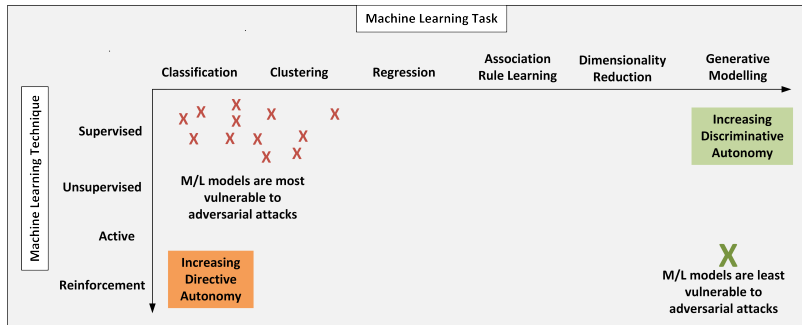 Machine Learning Task
Classification
Clustering
Regression
Association
Rule Learning
Dimensionality
Reduction
Generative
Modelling
Machine Learning Technique
Supervised
Unsupervised
Active
Reinforcement
X
X
X
X
X
X
X
X
X
X
X
X
X
M/L models are most
vulnerable to
adversarial attacks
Increasing
Discriminative
Autonomy
Increasing
Directive
Autonomy
X
M/L models are least
vulnerable to
adversarial attacks